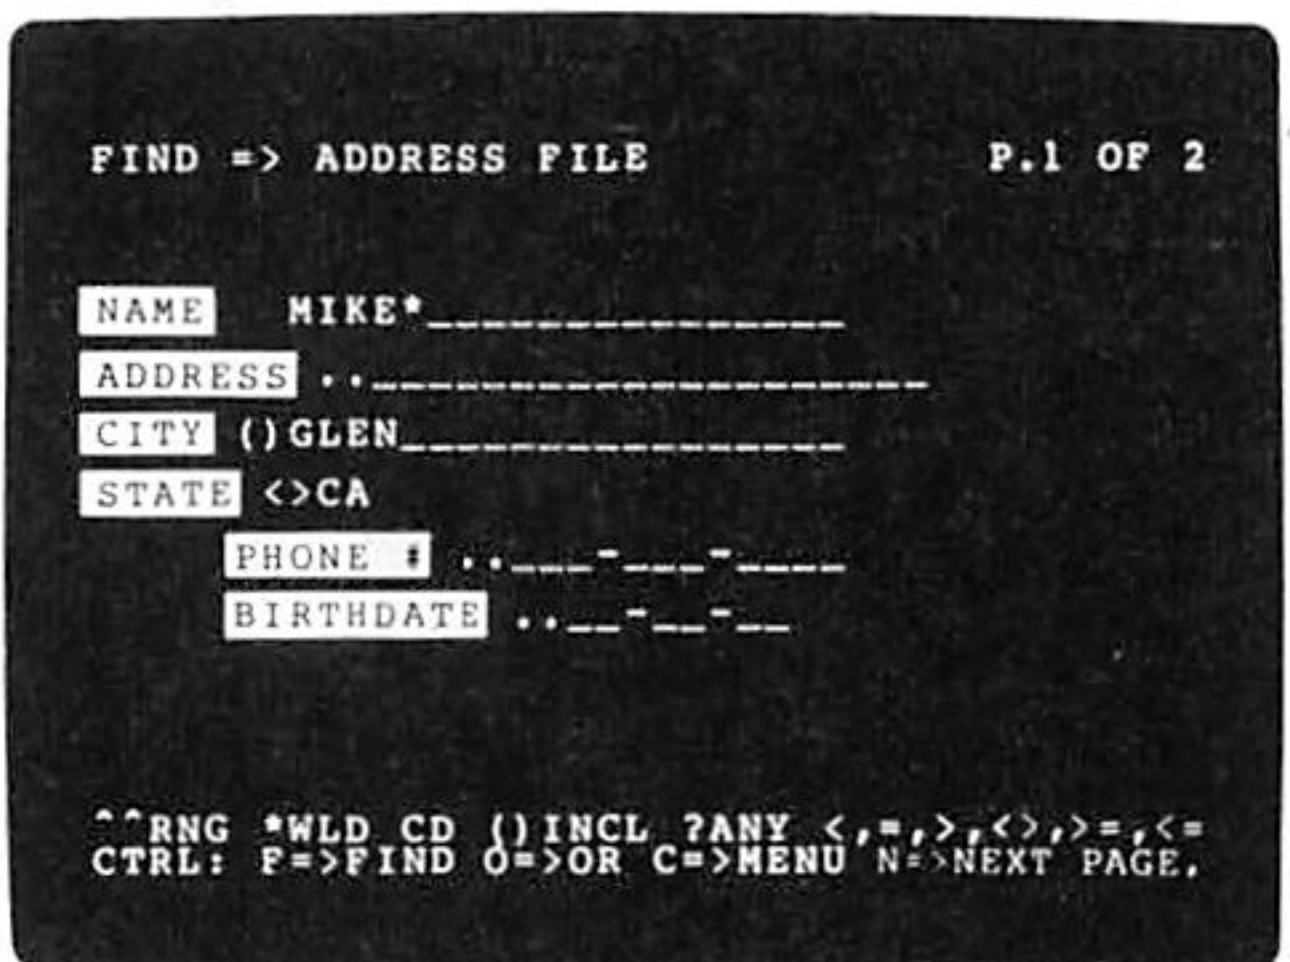 FIND => ADDRESS FILE P.1 OF 2
NAME MIKE*_______________
ADDRESS ..____________________
CITY ()GLEN________________
STATE <>CA
PHONE # ..___-___-____
BIRTHDATE ..__-__-__
^^RNG *WLD CD ()INCL ?ANY <,=,>,<>,>=,<=
CTRL: F=>FIND O=>OR C=>MENU N=>NEXT PAGE.